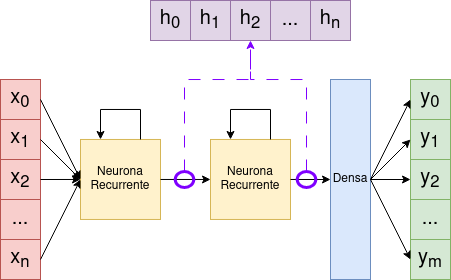 h0 h1 h2 ... hn
x0
x1
x2
...
xn
Neurona
Recurrente
Neurona
Recurrente
Densa
y0
y1
y2
...
ym